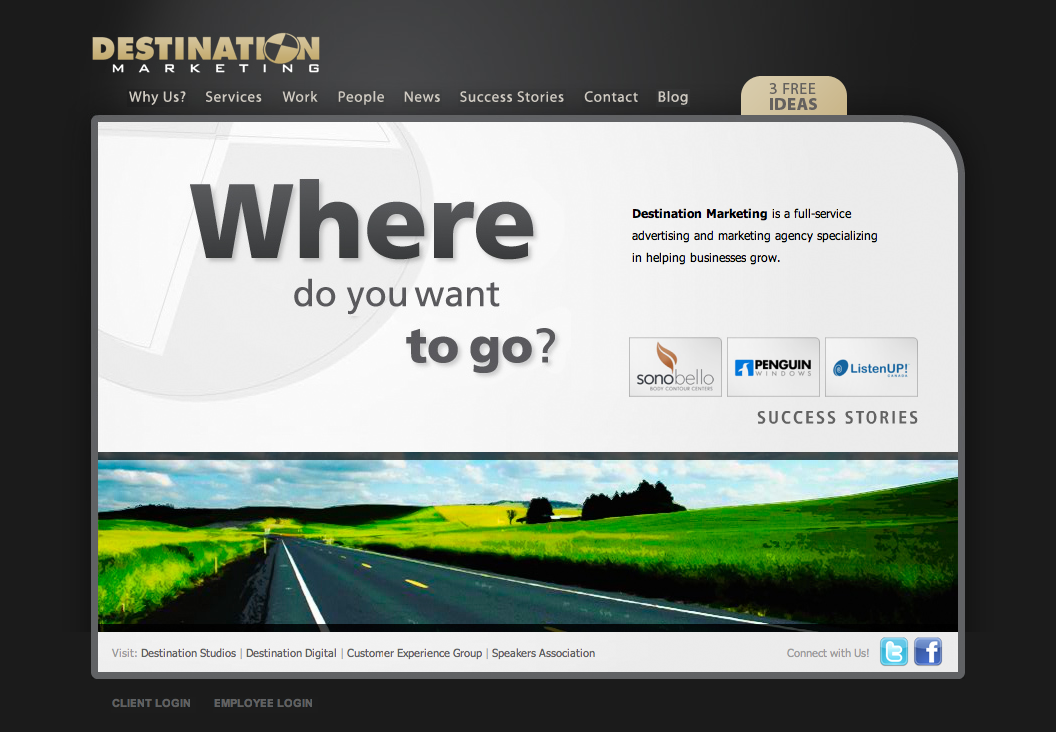 DESTINATION
MARKETING
Why Us? Services Work People News Success Stories Contact Blog
3 FREE
IDEAS
Where
do you want
to go?
Destination Marketing is a full-service
advertising and marketing agency specializing
in helping businesses grow.
sonobello
BODY CONTOUR CENTERS
PENGUIN
WINDOWS
ListenUP!
CANADA
SUCCESS STORIES
Visit: Destination Studios | Destination Digital | Customer Experience Group | Speakers Association
Connect with Us!
CLIENT LOGIN EMPLOYEE LOGIN